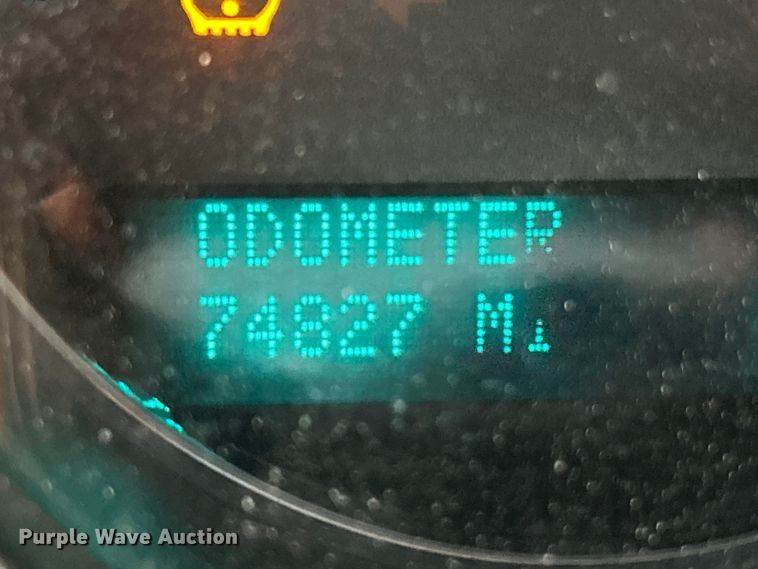 ODOMETER
74827 Mi
Purple Wave Auction